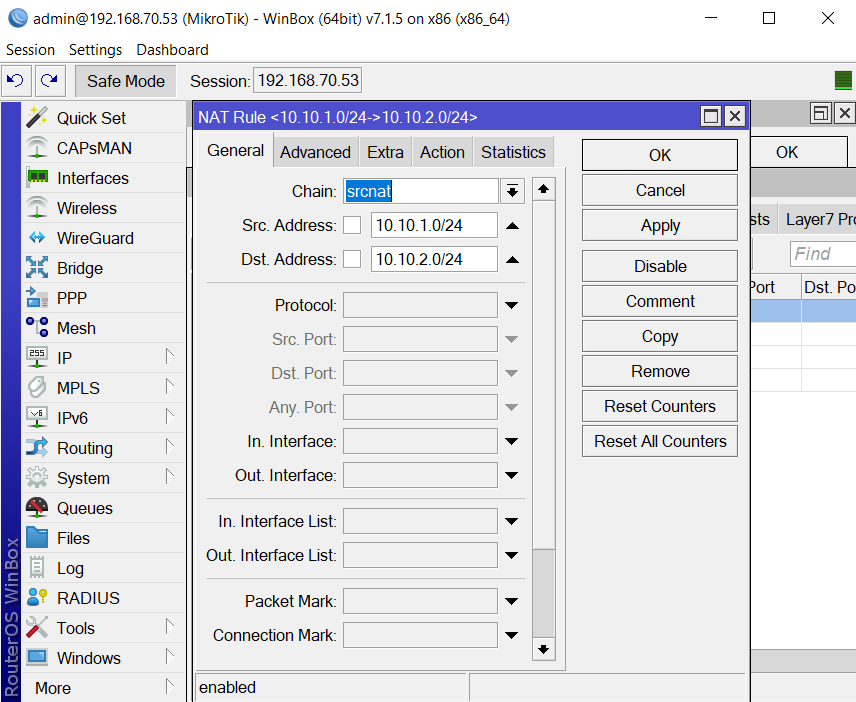 admin@192.168.70.53 (MikroTik) - WinBox (64bit) v7.1.5 on x86 (x86_64)
Session Settings Dashboard
Safe Mode Session: 192.168.70.53
Quick Set
CAPsMAN
Interfaces
Wireless
WireGuard
Bridge
PPP
Mesh
255 IP
MPLS
v6 IPv6
Routing
System
Queues
Files
Log
RADIUS
Tools
Windows
More
RouterOS WinBox
NAT Rule <10.10.1.0/24->10.10.2.0/24>
General Advanced Extra Action Statistics
Chain: srcnat
Src. Address: 10.10.1.0/24
Dst. Address: 10.10.2.0/24
Protocol:
Src. Port:
Dst. Port:
Any. Port:
In. Interface:
Out. Interface:
In. Interface List:
Out. Interface List:
Packet Mark:
Connection Mark:
enabled
OK
Cancel
Apply
Disable
Comment
Copy
Remove
Reset Counters
Reset All Counters
OK
sts Layer7 Pro
Find
Port Dst. Po